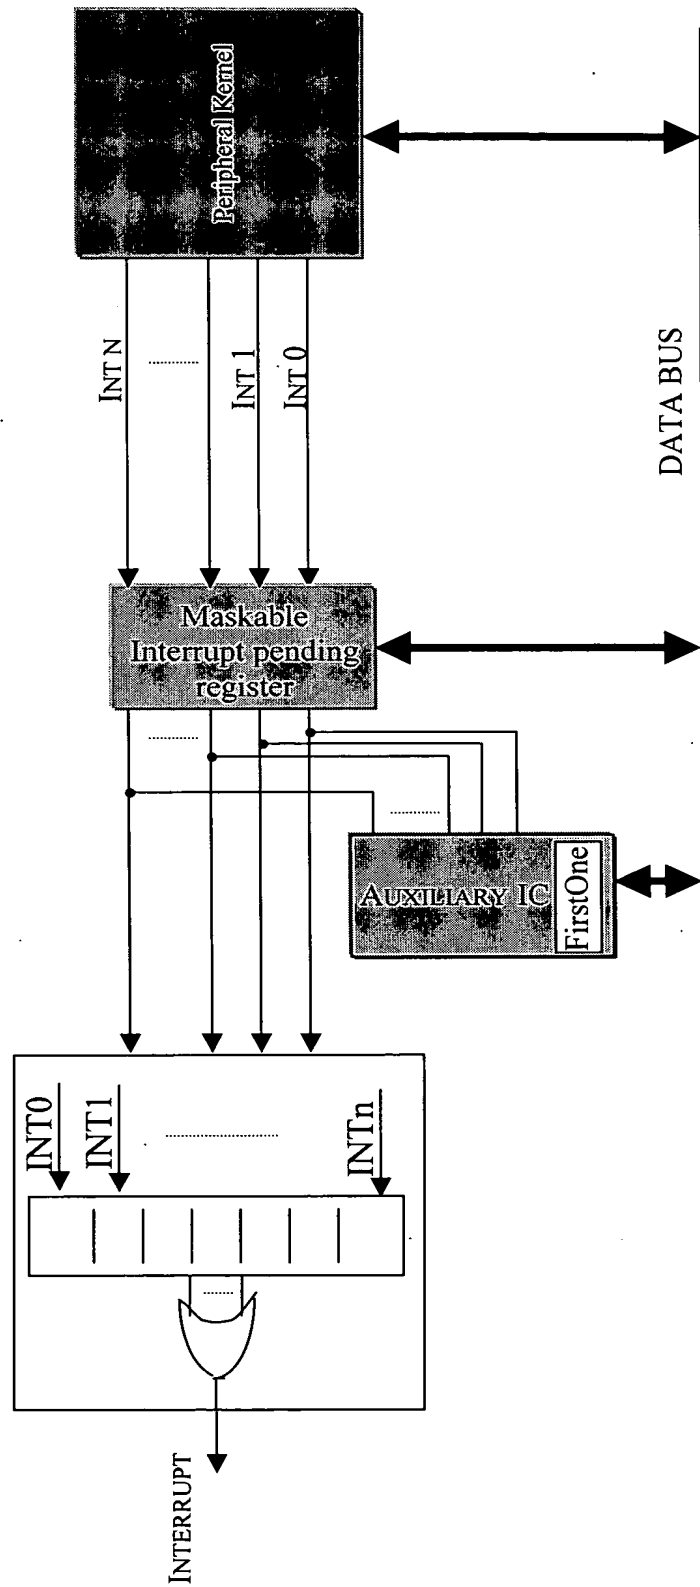 Peripheral Kernel
INT N
INT 1
INT 0
DATA BUS
Maskable
Interrupt pending
register
AUXILIARY IC
FirstOne
INT0
INT1
INTn
INTERRUPT